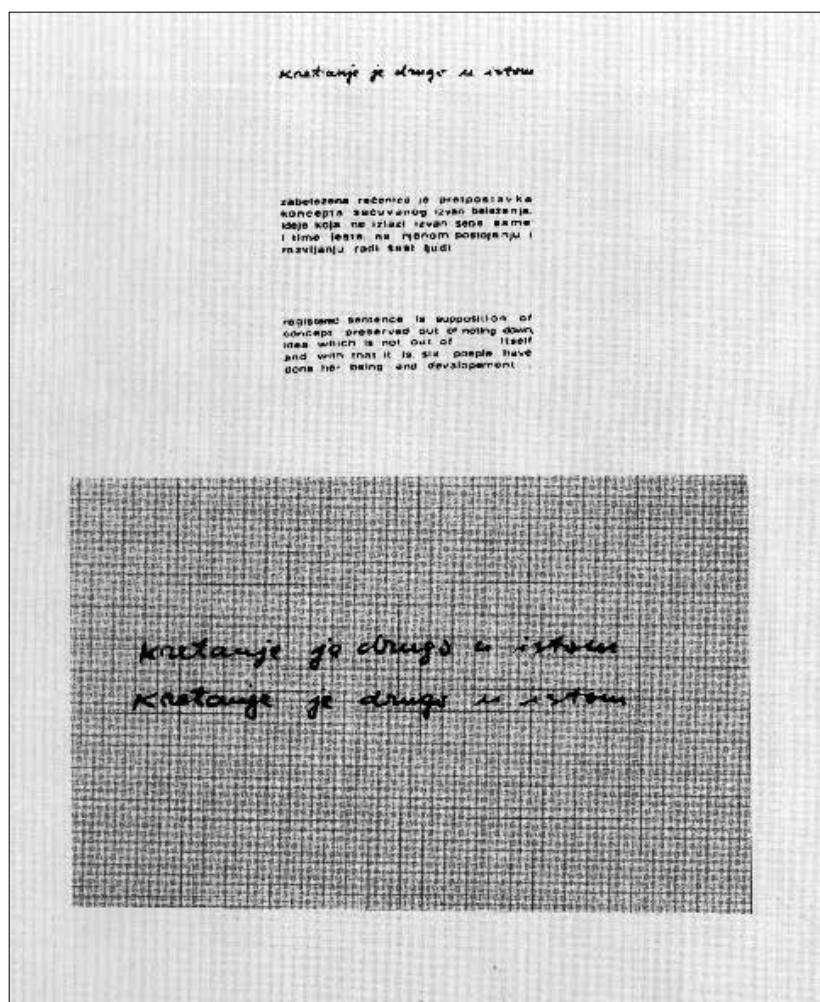 kretanje je drugo u istom
zabeležena rečenica je pretpostavka
koncepta sačuvanog izvan beleženja,
ideje koja ne izlazi izvan sebe same
i time jeste, na njenom postojanju i
razvijanju radi šest ljudi
registered sentence is supposition of
concept preserved out of noting down,
idea which is not out of itself
and with that it is, six people have
done her being and developement
kretanje je drugo u istom
kretanje je drugo u istom